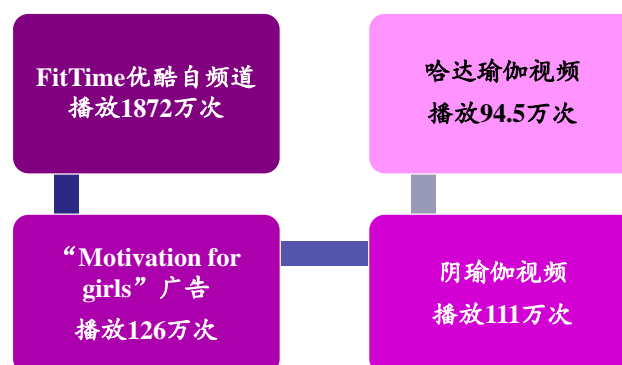 FitTime优酷自频道
播放1872万次
“Motivation for
girls”广告
播放126万次
阴瑜伽视频
播放111万次
哈达瑜伽视频
播放94.5万次